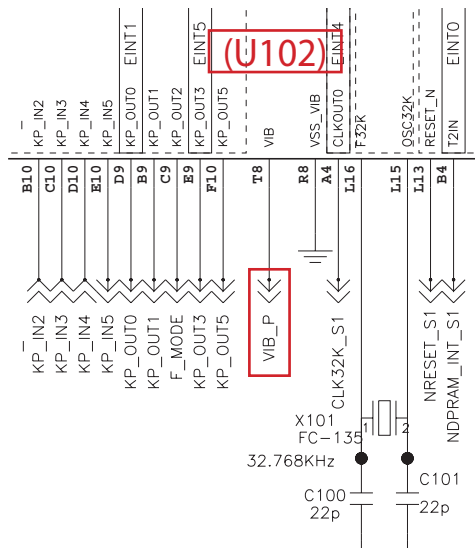 EINT1
EINT5
(U102)
EINT4
EINT0
KP_IN2
KP_IN3
KP_IN4
KP_IN5
KP_OUT0
KP_OUT1
KP_OUT2
KP_OUT3
KP_OUT5
VIB
VSS_VIB
CLKOUT0
F32K
OSC32K
RESET_N
T2IN
B10
C10
D10
E10
D9
B9
C9
E9
F10
T8
R8
A4
L16
L15
L13
B4
KP_IN2
KP_IN3
KP_IN4
KP_IN5
KP_OUT0
KP_OUT1
F_MODE
KP_OUT3
KP_OUT5
VIB_P
CLK32K_S1
NRESET_S1
NDPRAM_INT_S1
X101
1
2
FC-135
32.768KHz
C100
22p
C101
22p